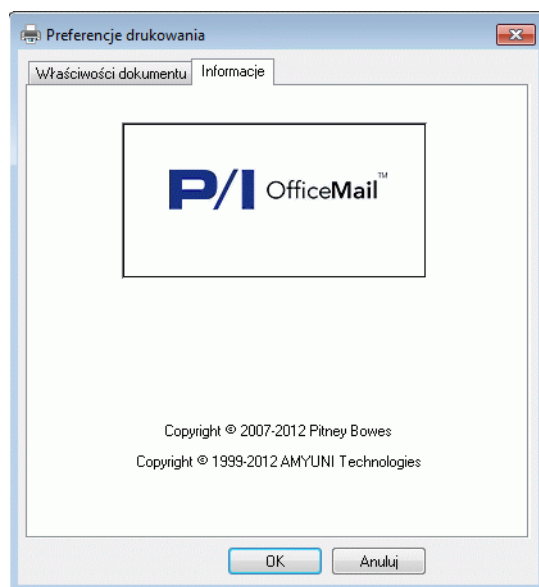 Preferencje drukowania
Właściwości dokumentu
Informacje
P/I OfficeMail™
Copyright © 2007-2012 Pitney Bowes
Copyright © 1999-2012 AMYUNI Technologies
OK
Anuluj